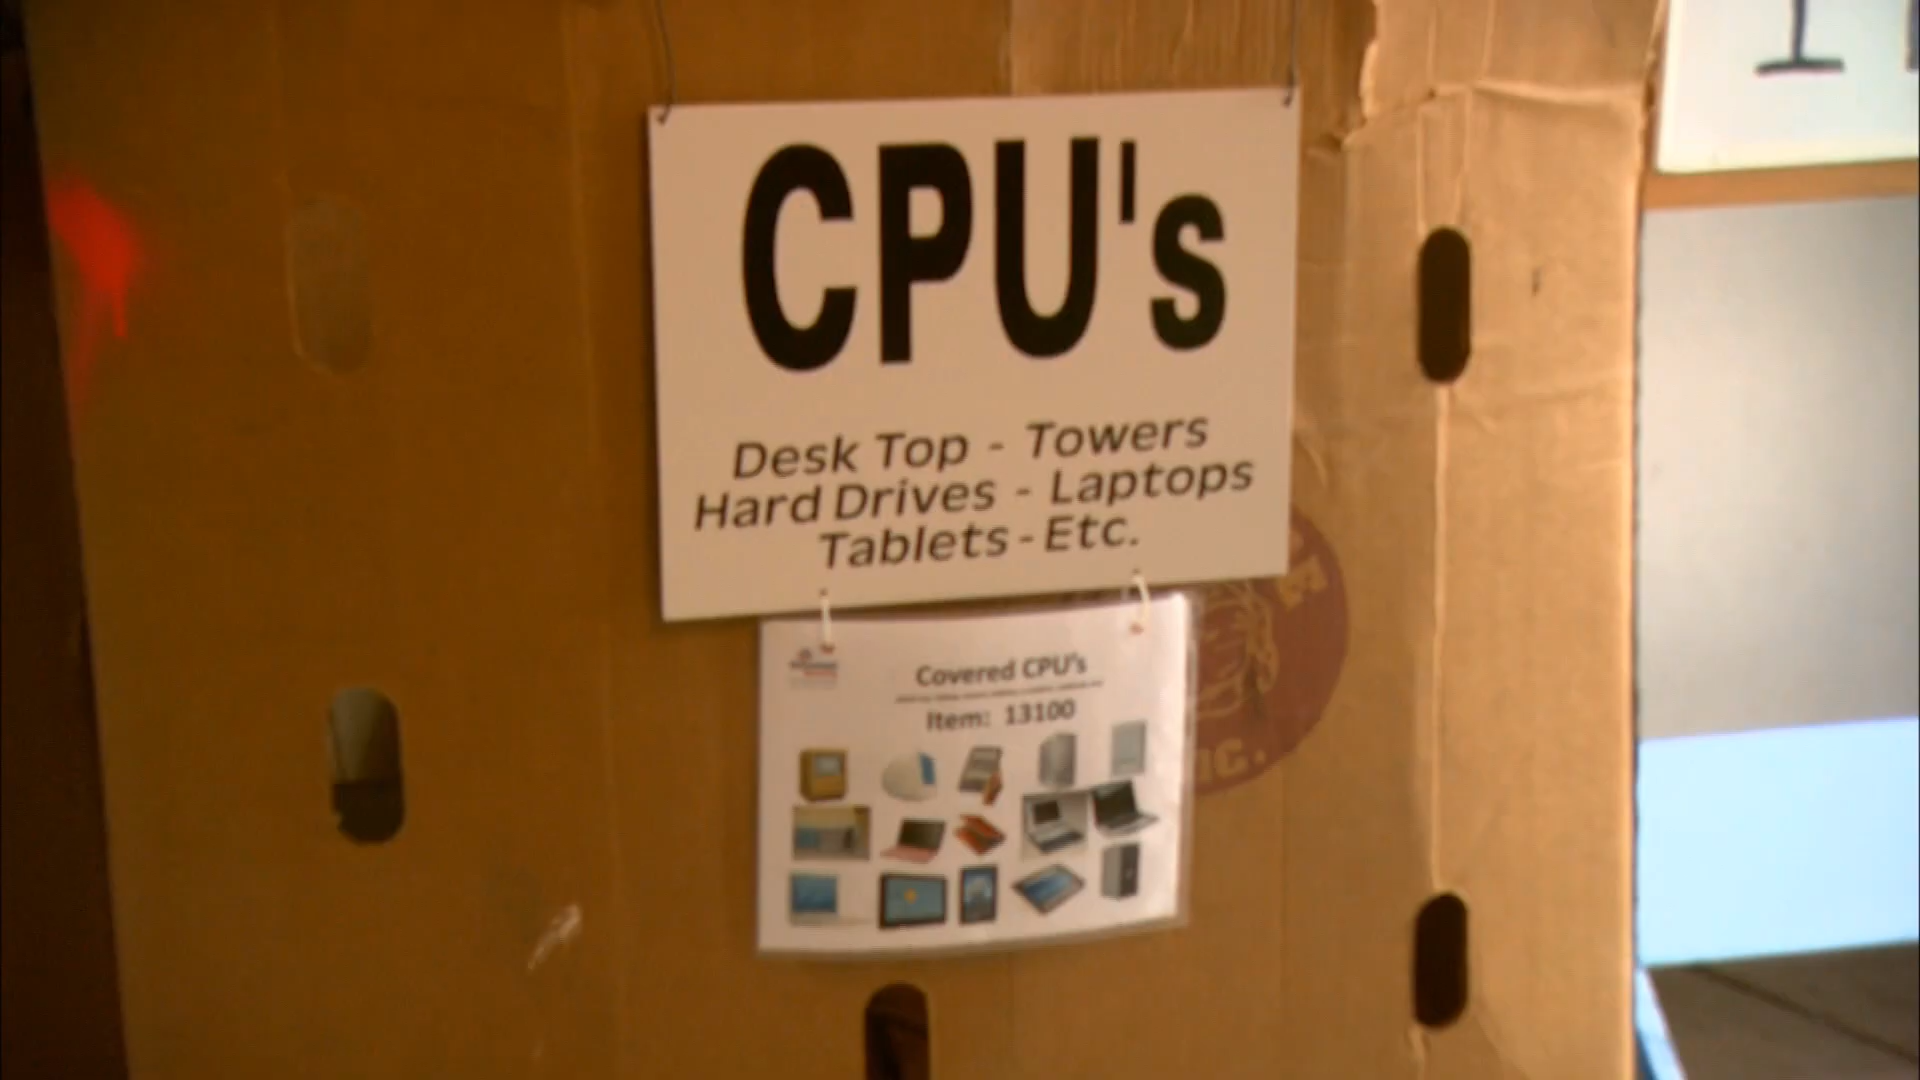 CPU's
Desk Top - Towers
Hard Drives - Laptops
Tablets - Etc.
Covered CPU's
Item: 13100